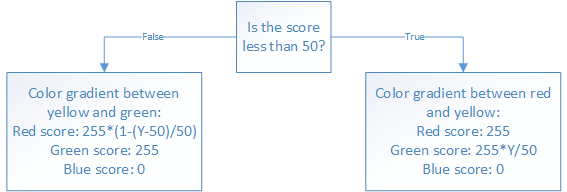 Is the score
less than 50?
False
True
Color gradient between
yellow and green:
Red score: 255*(1-(Y-50)/50)
Green score: 255
Blue score: 0
Color gradient between red
and yellow:
Red score: 255
Green score: 255*Y/50
Blue score: 0